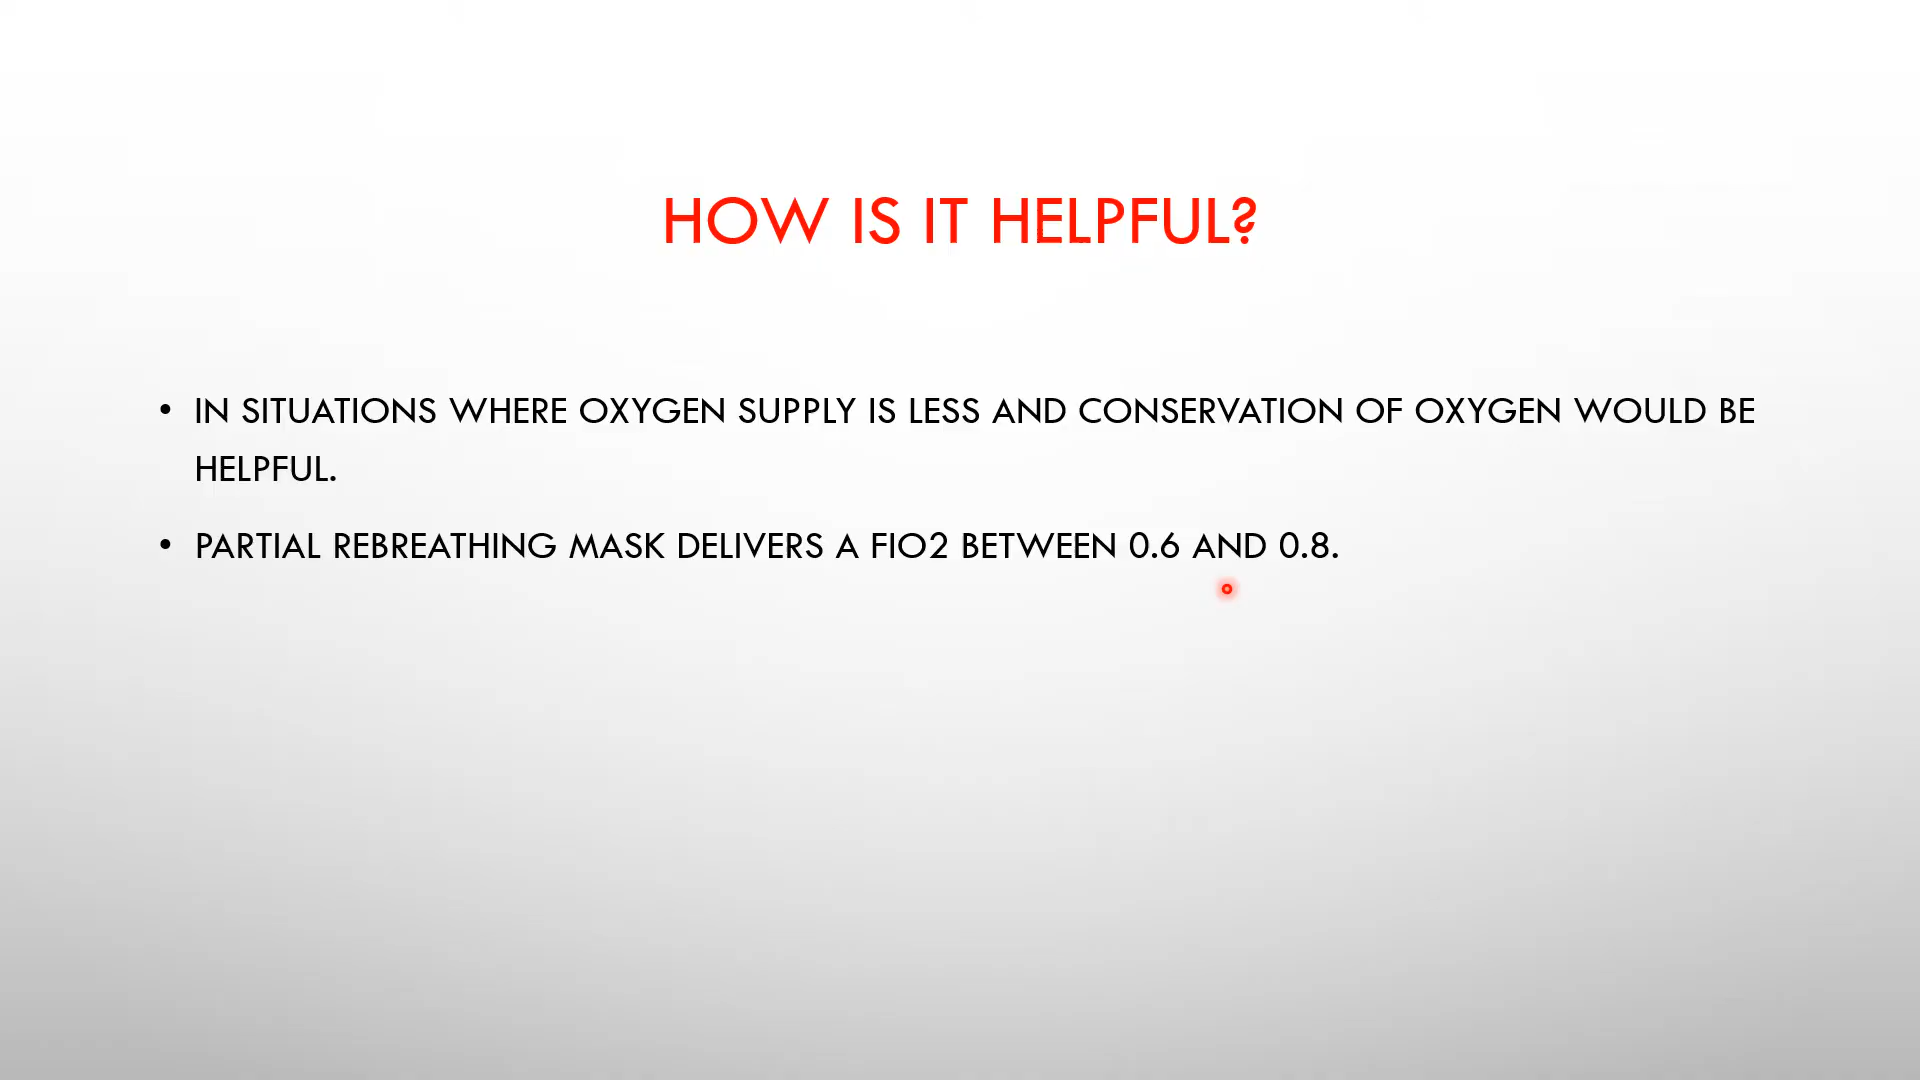 HOW IS IT HELPFUL?
• IN SITUATIONS WHERE OXYGEN SUPPLY IS LESS AND CONSERVATION OF OXYGEN WOULD BE
HELPFUL.
• PARTIAL REBREATHING MASK DELIVERS A FIO2 BETWEEN 0.6 AND 0.8.